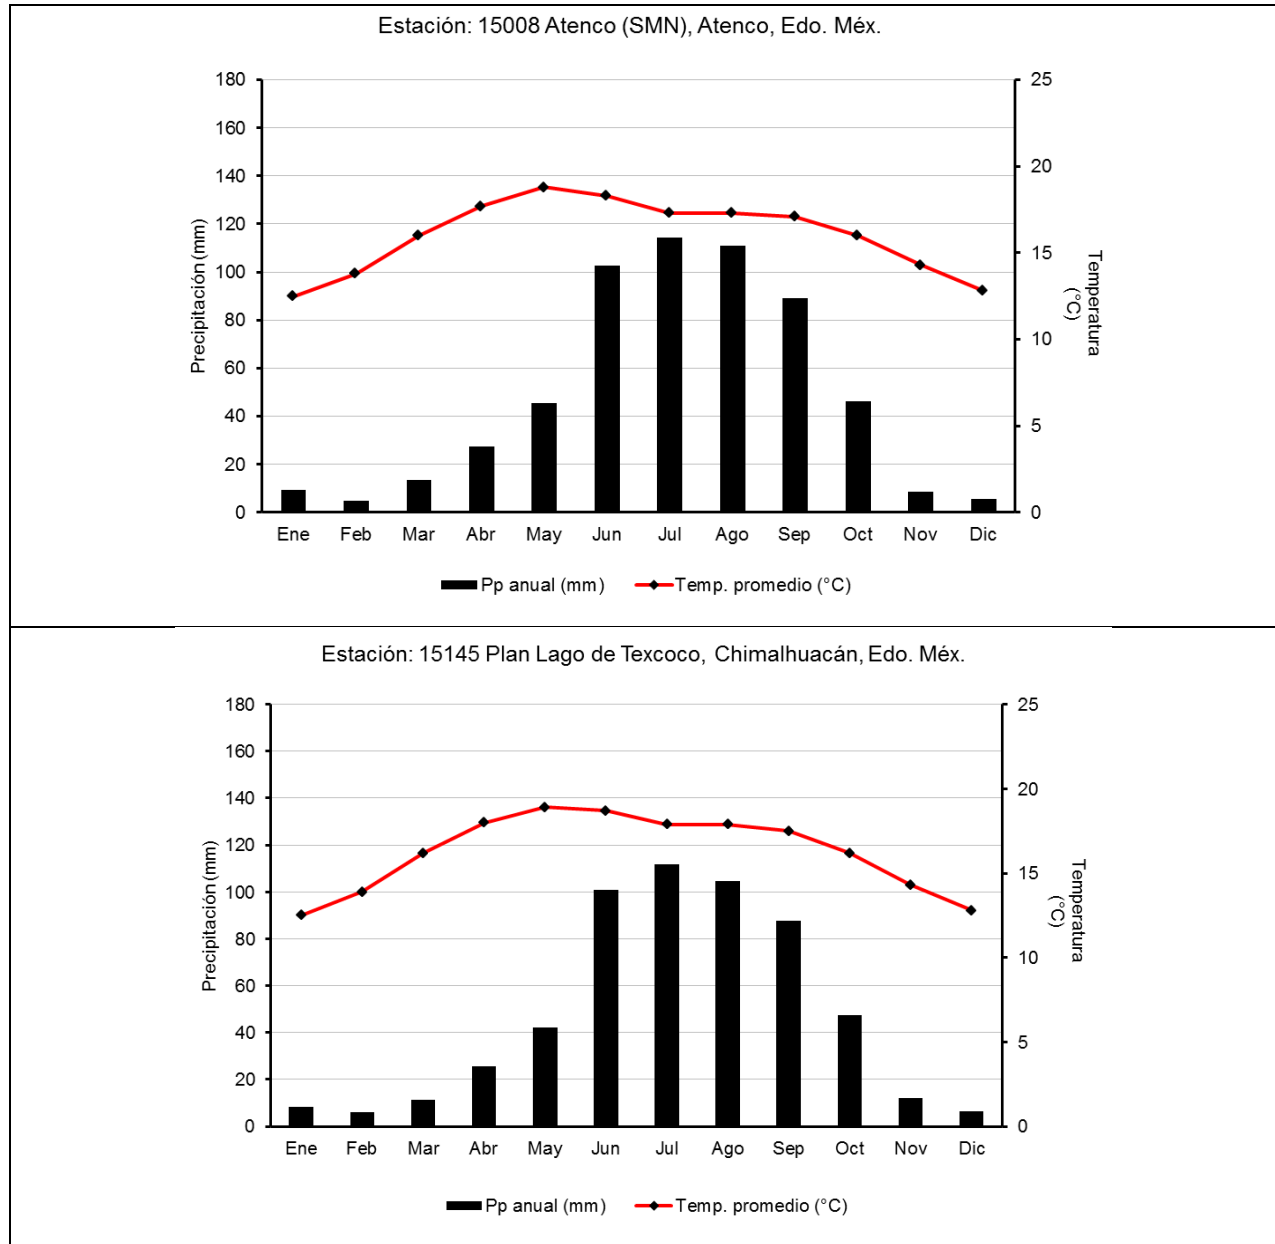 Estación: 15008 Atenco (SMN), Atenco, Edo. Méx.
180
160
140
120
100
80
60
40
20
0
Precipitación (mm)
25
20
15
10
5
0
Temperatura
(°C)
Ene Feb Mar Abr May Jun Jul Ago Sep Oct Nov Dic
Pp anual (mm) Temp. promedio (°C)
Estación: 15145 Plan Lago de Texcoco, Chimalhuacán, Edo. Méx.
180
160
140
120
100
80
60
40
20
0
Precipitación (mm)
25
20
15
10
5
0
Temperatura
(°C)
Ene Feb Mar Abr May Jun Jul Ago Sep Oct Nov Dic
Pp anual (mm) Temp. promedio (°C)